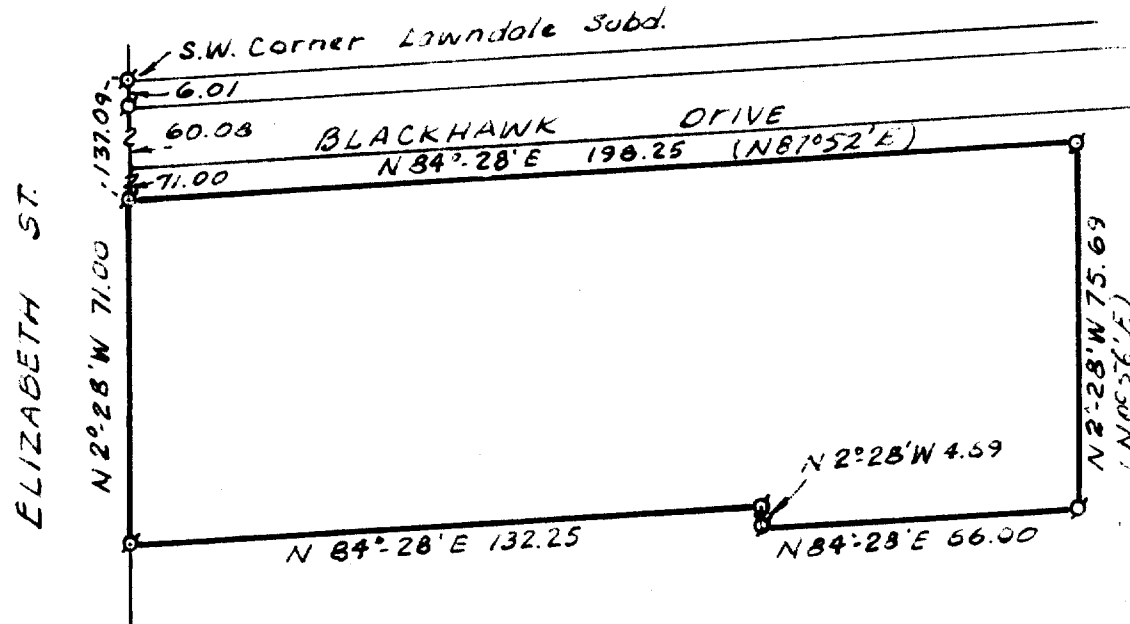 S.W. Corner Lawndale Subd.
137.09
6.01
60.08
BLACKHAWK DRIVE
N 84°-28'E 198.25 (N87°52'E)
71.00
ELIZABETH ST.
N 2°-28'W 71.00
N 2°-28'W 75.69
N 2°28'W 4.69
N 84°-28'E 132.25
N84°-28'E 66.00